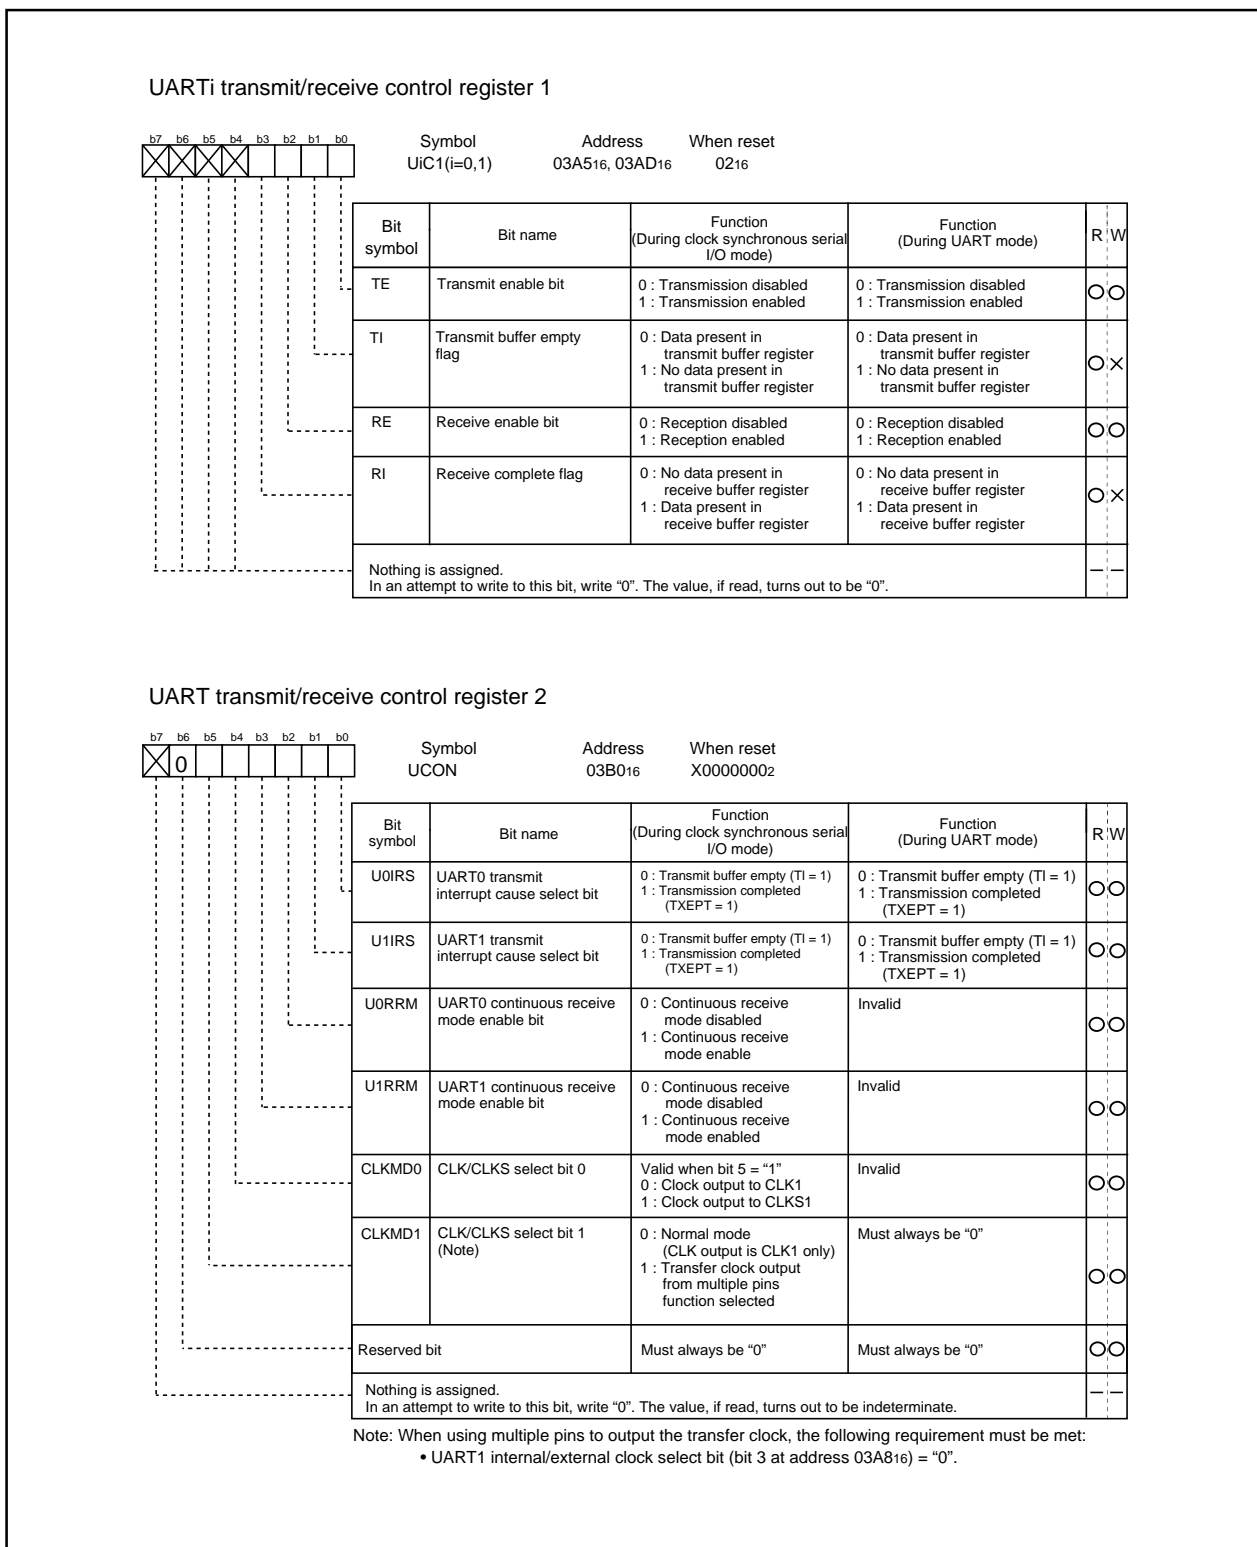 UARTi transmit/receive control register 1
b7 b6 b5 b4 b3 b2 b1 b0
Symbol Address When reset
UiC1(i=0,1) 03A516, 03AD16 0216
Bit symbol Bit name Function (During clock synchronous serial I/O mode) Function (During UART mode) R W
TE Transmit enable bit 0 : Transmission disabled 0 : Transmission disabled
1 : Transmission enabled 1 : Transmission enabled
TI Transmit buffer empty 0 : Data present in 0 : Data present in
flag transmit buffer register transmit buffer register
1 : No data present in 1 : No data present in
transmit buffer register transmit buffer register
RE Receive enable bit 0 : Reception disabled 0 : Reception disabled
1 : Reception enabled 1 : Reception enabled
RI Receive complete flag 0 : No data present in 0 : No data present in
receive buffer register receive buffer register
1 : Data present in 1 : Data present in
receive buffer register receive buffer register
Nothing is assigned.
In an attempt to write to this bit, write “0”. The value, if read, turns out to be “0”.
UART transmit/receive control register 2
b7 b6 b5 b4 b3 b2 b1 b0
0
Symbol Address When reset
UCON 03B016 X00000002
Bit symbol Bit name Function (During clock synchronous serial I/O mode) Function (During UART mode) R W
U0IRS UART0 transmit 0 : Transmit buffer empty (TI = 1) 0 : Transmit buffer empty (TI = 1)
interrupt cause select bit 1 : Transmission completed 1 : Transmission completed
(TXEPT = 1) (TXEPT = 1)
U1IRS UART1 transmit 0 : Transmit buffer empty (TI = 1) 0 : Transmit buffer empty (TI = 1)
interrupt cause select bit 1 : Transmission completed 1 : Transmission completed
(TXEPT = 1) (TXEPT = 1)
U0RRM UART0 continuous receive 0 : Continuous receive Invalid
mode enable bit mode disabled
1 : Continuous receive
mode enable
U1RRM UART1 continuous receive 0 : Continuous receive Invalid
mode enable bit mode disabled
1 : Continuous receive
mode enabled
CLKMD0 CLK/CLKS select bit 0 Valid when bit 5 = “1” Invalid
0 : Clock output to CLK1
1 : Clock output to CLKS1
CLKMD1 CLK/CLKS select bit 1 0 : Normal mode Must always be “0”
(Note) (CLK output is CLK1 only)
1 : Transfer clock output
from multiple pins
function selected
Reserved bit Must always be “0” Must always be “0”
Nothing is assigned.
In an attempt to write to this bit, write “0”. The value, if read, turns out to be indeterminate.
Note: When using multiple pins to output the transfer clock, the following requirement must be met:
• UART1 internal/external clock select bit (bit 3 at address 03A816) = “0”.